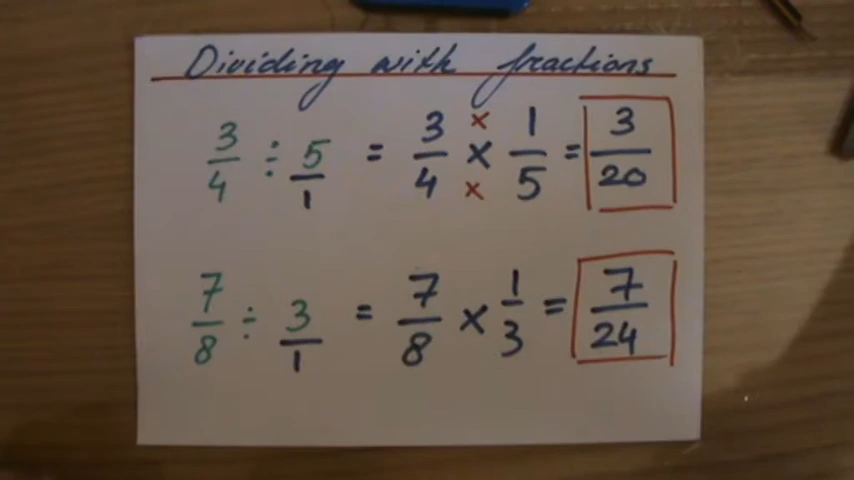 Dividing with fractions
3/4 ÷ 5/1 = 3/4 × 1/5 = 3/20
7/8 ÷ 3/1 = 7/8 × 1/3 = 7/24